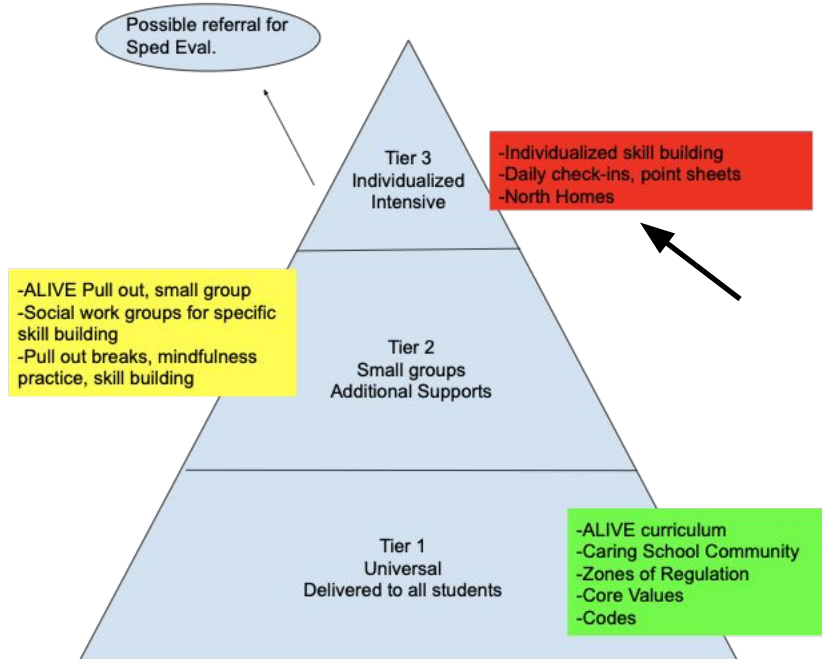 Possible referral for
Sped Eval.
Tier 3
Individualized
Intensive
-Individualized skill building
-Daily check-ins, point sheets
-North Homes
-ALIVE Pull out, small group
-Social work groups for specific
skill building
-Pull out breaks, mindfulness
practice, skill building
Tier 2
Small groups
Additional Supports
Tier 1
Universal
Delivered to all students
-ALIVE curriculum
-Caring School Community
-Zones of Regulation
-Core Values
-Codes